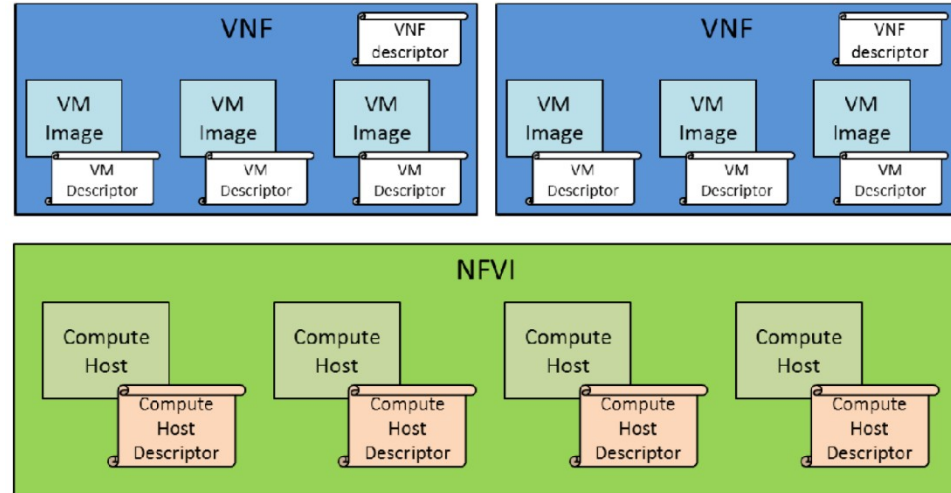 VNF
VNF
descriptor
VM
Image
VM
Descriptor
VM
Image
VM
Descriptor
VM
Image
VM
Descriptor
VNF
VNF
descriptor
VM
Image
VM
Descriptor
VM
Image
VM
Descriptor
VM
Image
VM
Descriptor
NFVI
Compute
Host
Compute
Host
Descriptor
Compute
Host
Compute
Host
Descriptor
Compute
Host
Compute
Host
Descriptor
Compute
Host
Compute
Host
Descriptor